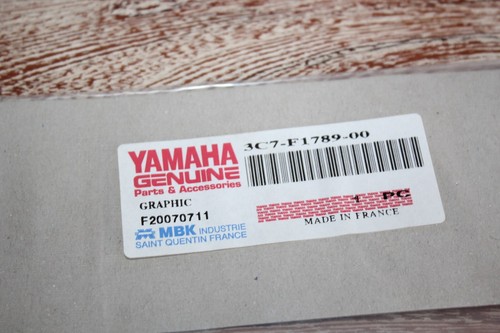 YAMAHA
GENUINE
Parts & Accessories
3C7-F1789-00
GRAPHIC
F20070711
1 PC
MADE IN FRANCE
MBK INDUSTRIE
SAINT QUENTIN FRANCE